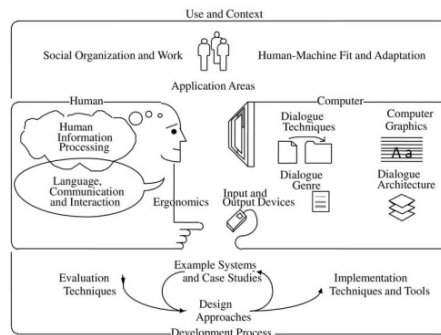 Use and Context
Social Organization and Work
Human-Machine Fit and Adaptation
Application Areas
Human
Computer
Human
Information
Processing
Language,
Communication
and Interaction
Ergonomics
Dialogue
Techniques
Computer
Graphics
Aa
Dialogue
Genre
Dialogue
Architecture
Input and
Output Devices
Example Systems
and Case Studies
Evaluation
Techniques
Implementation
Techniques and Tools
Design
Approaches
Development Process